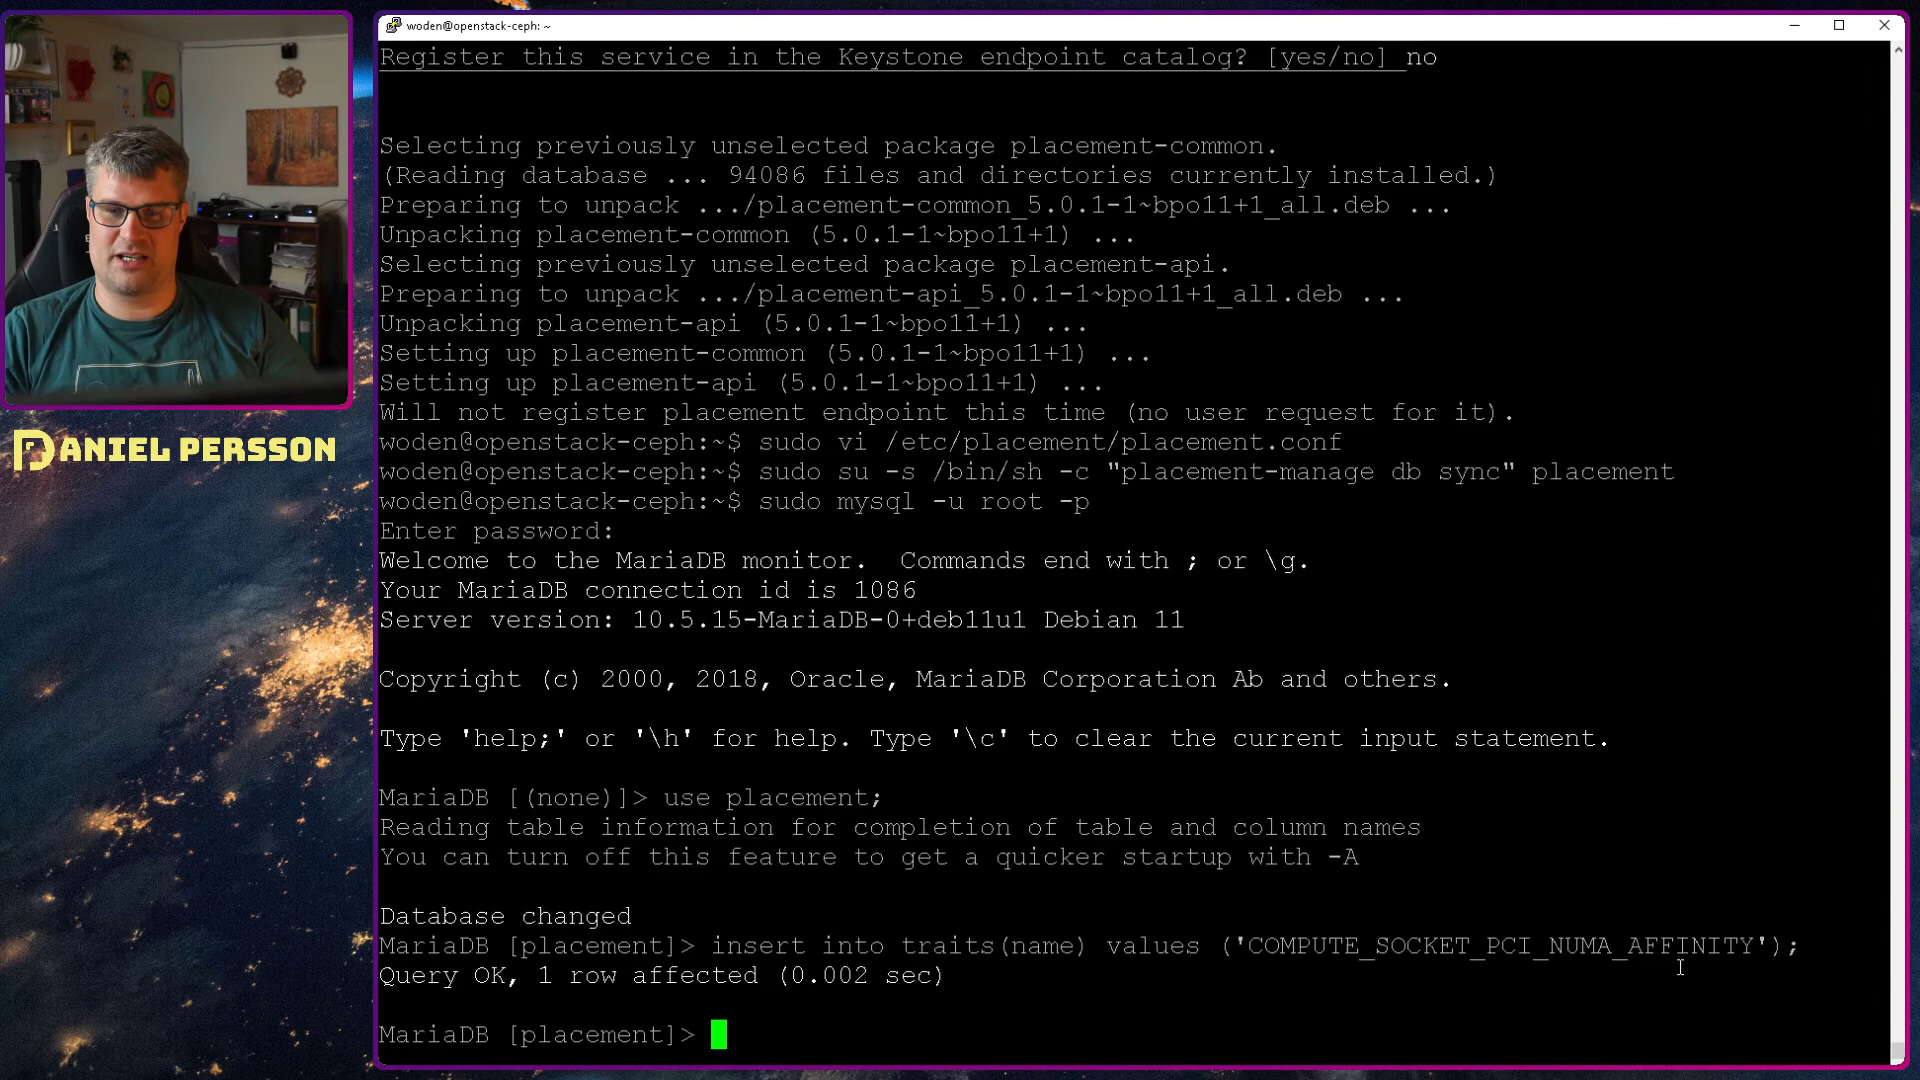 woden@openstack-ceph: ~
Register this service in the Keystone endpoint catalog? [yes/no] no
Selecting previously unselected package placement-common.
(Reading database ... 94086 files and directories currently installed.)
Preparing to unpack .../placement-common_5.0.1-1~bpo11+1_all.deb ...
Unpacking placement-common (5.0.1-1~bpo11+1) ...
Selecting previously unselected package placement-api.
Preparing to unpack .../placement-api_5.0.1-1~bpo11+1_all.deb ...
Unpacking placement-api (5.0.1-1~bpo11+1) ...
Setting up placement-common (5.0.1-1~bpo11+1) ...
Setting up placement-api (5.0.1-1~bpo11+1) ...
Will not register placement endpoint this time (no user request for it).
woden@openstack-ceph:~$ sudo vi /etc/placement/placement.conf
woden@openstack-ceph:~$ sudo su -s /bin/sh -c "placement-manage db sync" placement
woden@openstack-ceph:~$ sudo mysql -u root -p
Enter password:
Welcome to the MariaDB monitor.  Commands end with ; or \g.
Your MariaDB connection id is 1086
Server version: 10.5.15-MariaDB-0+deb11u1 Debian 11
Copyright (c) 2000, 2018, Oracle, MariaDB Corporation Ab and others.
Type 'help;' or '\h' for help. Type '\c' to clear the current input statement.
MariaDB [(none)]> use placement;
Reading table information for completion of table and column names
You can turn off this feature to get a quicker startup with -A
Database changed
MariaDB [placement]> insert into traits(name) values ('COMPUTE_SOCKET_PCI_NUMA_AFFINITY');
Query OK, 1 row affected (0.002 sec)
MariaDB [placement]>
DANIEL PERSSON